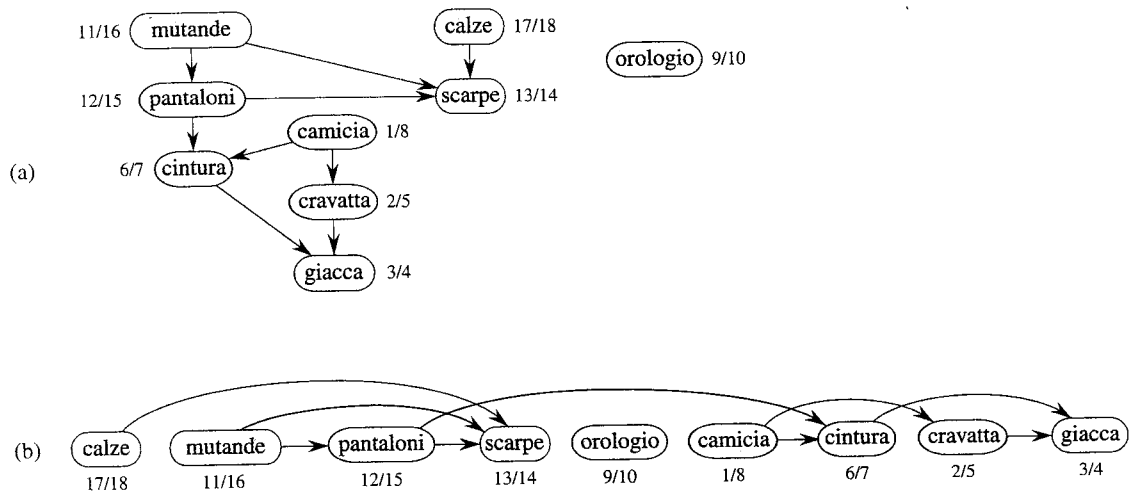 11/16 mutande calze 17/18
orologio 9/10
12/15 pantaloni scarpe 13/14
camicia 1/8
(a) 6/7 cintura
cravatta 2/5
giacca 3/4
(b) calze mutande pantaloni scarpe orologio camicia cintura cravatta giacca
17/18 11/16 12/15 13/14 9/10 1/8 6/7 2/5 3/4